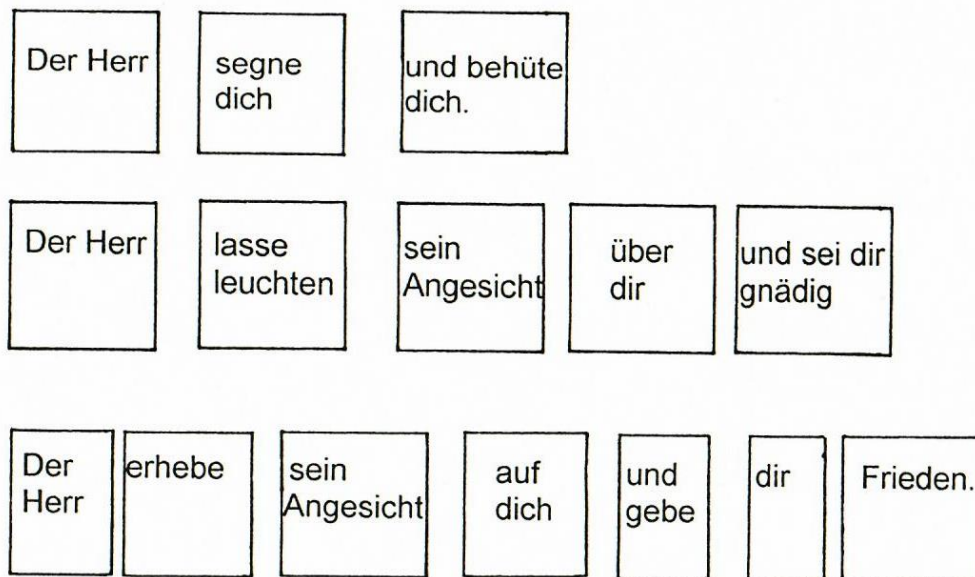 Der Herr
segne
dich
und behüte
dich.
Der Herr
lasse
leuchten
sein
Angesicht
über
dir
und sei dir
gnädig
Der
Herr
erhebe
sein
Angesicht
auf
dich
und
gebe
dir
Frieden.